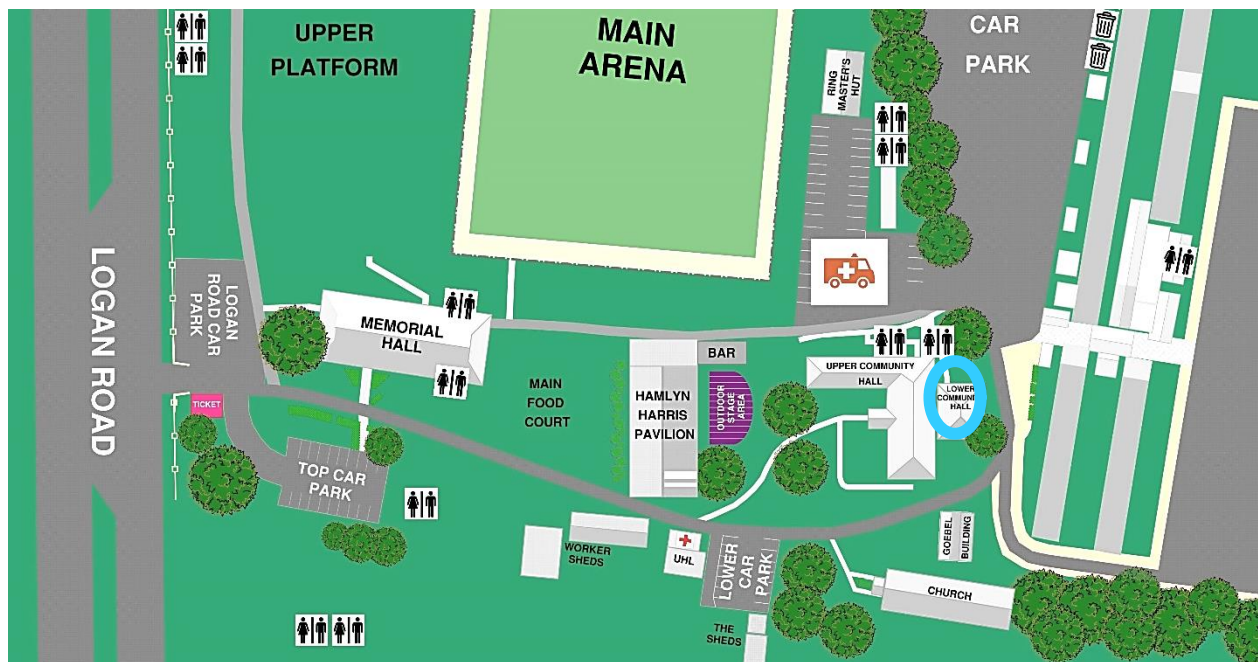 UPPER
PLATFORM
MAIN
ARENA
CAR
PARK
RING
MASTER'S
HUT
LOGAN ROAD
LOGAN
ROAD CAR
PARK
MEMORIAL
HALL
BAR
UPPER COMMUNITY
HALL
LOWER
COMMUNITY
HALL
MAIN
FOOD
COURT
HAMLYN
HARRIS
PAVILION
OUTDOOR
STAGE
AREA
TICKET
TOP CAR
PARK
WORKER
SHEDS
UHL
LOWER
CAR
PARK
GOEBEL
BUILDING
CHURCH
THE
SHEDS